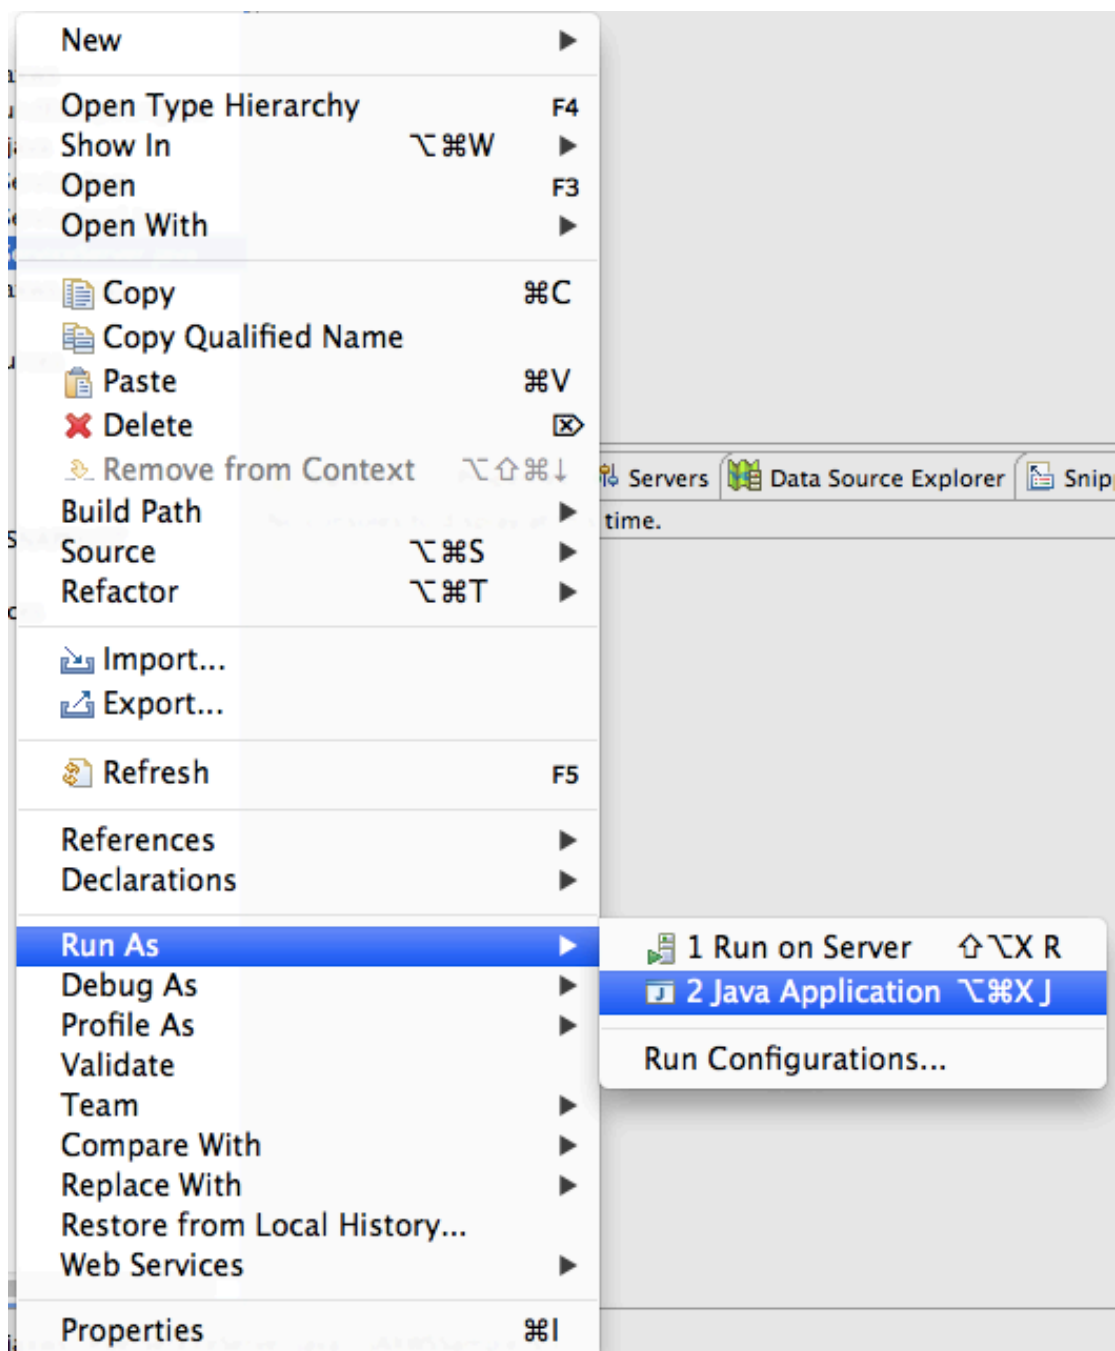 New ▶
Open Type Hierarchy F4
Show In ⌥⌘W ▶
Open F3
Open With ▶
Copy ⌘C
Copy Qualified Name
Paste ⌘V
Delete ⌦
Remove from Context ⌥⇧⌘↓
Servers Data Source Explorer Snip
Build Path ▶
time.
Source ⌥⌘S ▶
Refactor ⌥⌘T ▶
Import...
Export...
Refresh F5
References ▶
Declarations ▶
Run As ▶
1 Run on Server ⇧⌥X R
Debug As ▶
2 Java Application ⌥⌘X J
Profile As ▶
Run Configurations...
Validate
Team ▶
Compare With ▶
Replace With ▶
Restore from Local History...
Web Services ▶
Properties ⌘I